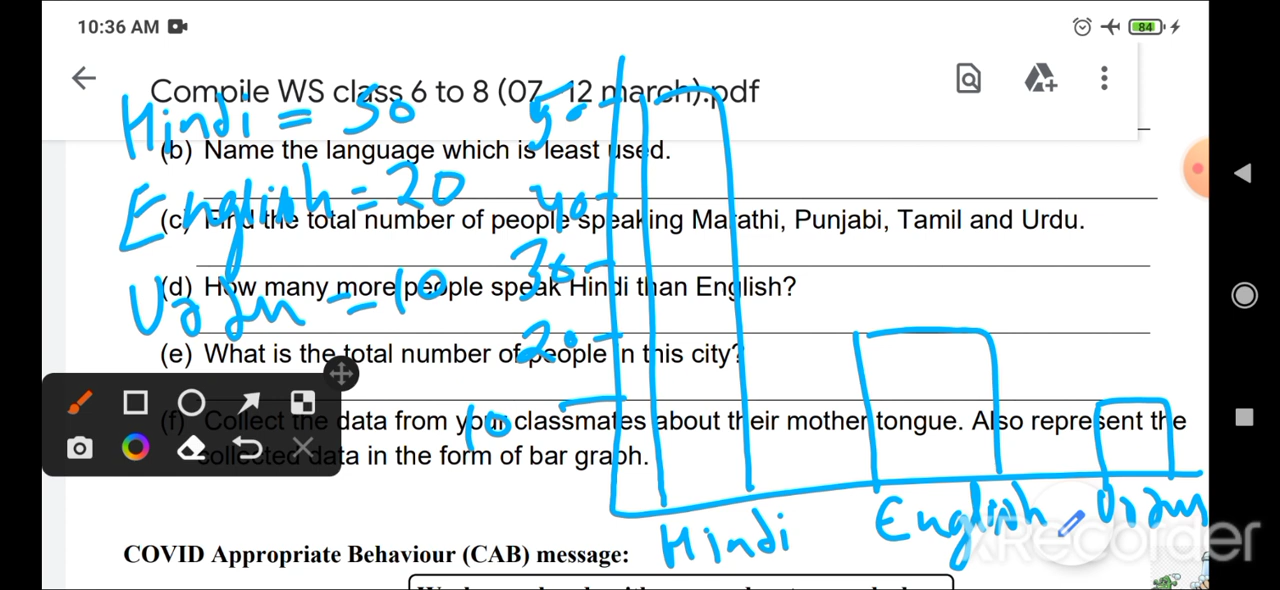 10:36 AM
84
Compile WS class 6 to 8 (07 - 12 march).pdf
Hindi = 50
50
(b) Name the language which is least used.
English = 20
40
(c) Find the total number of people speaking Marathi, Punjabi, Tamil and Urdu.
30
(d) How many more people speak Hindi than English?
Urdu = 10
20
(e) What is the total number of people in this city?
10
(f) Collect the data from your classmates about their mother tongue. Also represent the
collected data in the form of bar graph.
Hindi English Urdu
XRecorder
COVID Appropriate Behaviour (CAB) message: